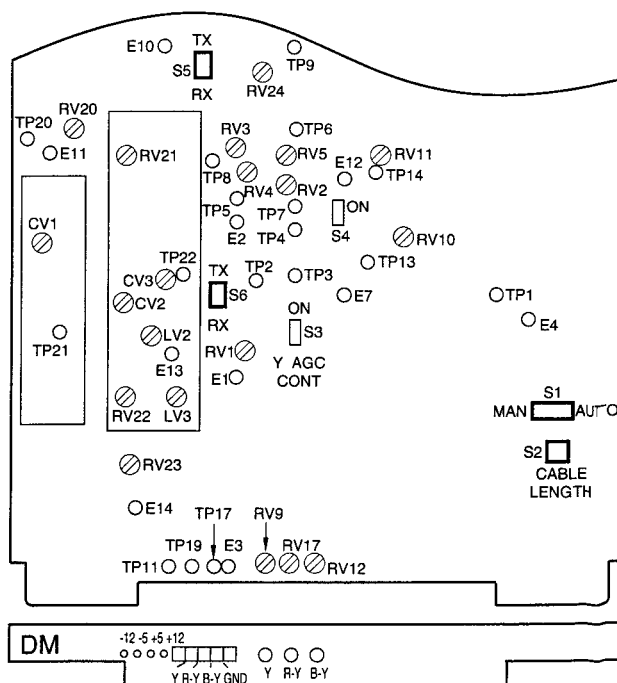 E10
TX
S5
RX
TP9
RV24
RV20
TP20
E11
RV21
RV3
TP6
RV5
RV11
TP8
RV4
E12
TP14
RV2
TP5
TP7
ON
E2
TP4
S4
RV10
CV1
TP22
TX
TP2
TP3
TP13
CV3
S6
E7
TP1
CV2
RX
ON
E4
TP21
LV2
S3
E13
RV1
Y AGC
CONT
E1
RV22
LV3
S1
MAN
AUTO
S2
CABLE
LENGTH
RV23
E14
TP17
RV9
TP11
TP19
E3
RV17
RV12
DM
-12 -5 +5 +12
Y R-Y B-Y GND
Y R-Y B-Y